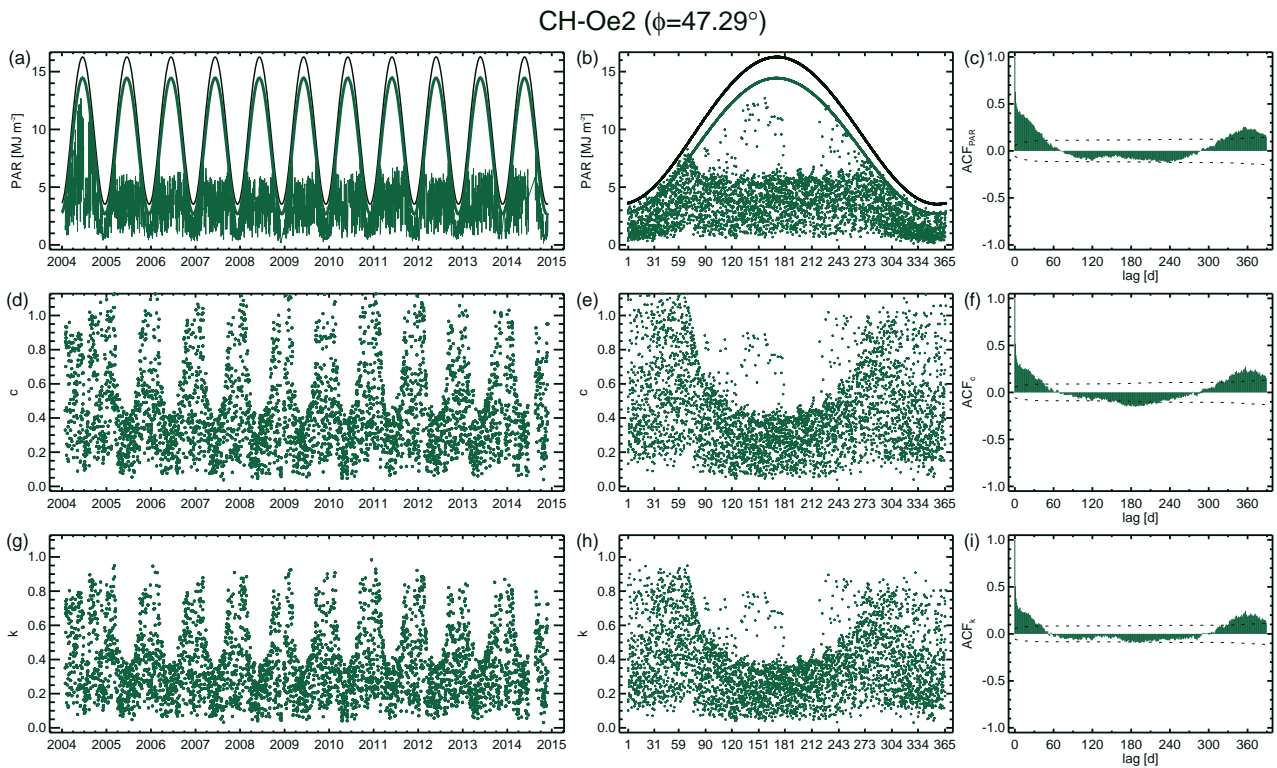 CH-Oe2 (ϕ=47.29°)
(a)
PAR [MJ m⁻²]
15
10
5
0
2004 2005 2006 2007 2008 2009 2010 2011 2012 2013 2014 2015
(b)
PAR [MJ m⁻²]
15
10
5
0
1 31 59 90 120 151 181 212 243 273 304 334 365
(c)
ACF_PAR
1.0
0.5
0.0
-0.5
-1.0
0 60 120 180 240 300 360
lag [d]
(d)
c
1.0
0.8
0.6
0.4
0.2
0.0
2004 2005 2006 2007 2008 2009 2010 2011 2012 2013 2014 2015
(e)
c
1.0
0.8
0.6
0.4
0.2
0.0
1 31 59 90 120 151 181 212 243 273 304 334 365
(f)
ACF_c
1.0
0.5
0.0
-0.5
-1.0
0 60 120 180 240 300 360
lag [d]
(g)
k
1.0
0.8
0.6
0.4
0.2
0.0
2004 2005 2006 2007 2008 2009 2010 2011 2012 2013 2014 2015
(h)
k
1.0
0.8
0.6
0.4
0.2
0.0
1 31 59 90 120 151 181 212 243 273 304 334 365
(i)
ACF_k
1.0
0.5
0.0
-0.5
-1.0
0 60 120 180 240 300 360
lag [d]